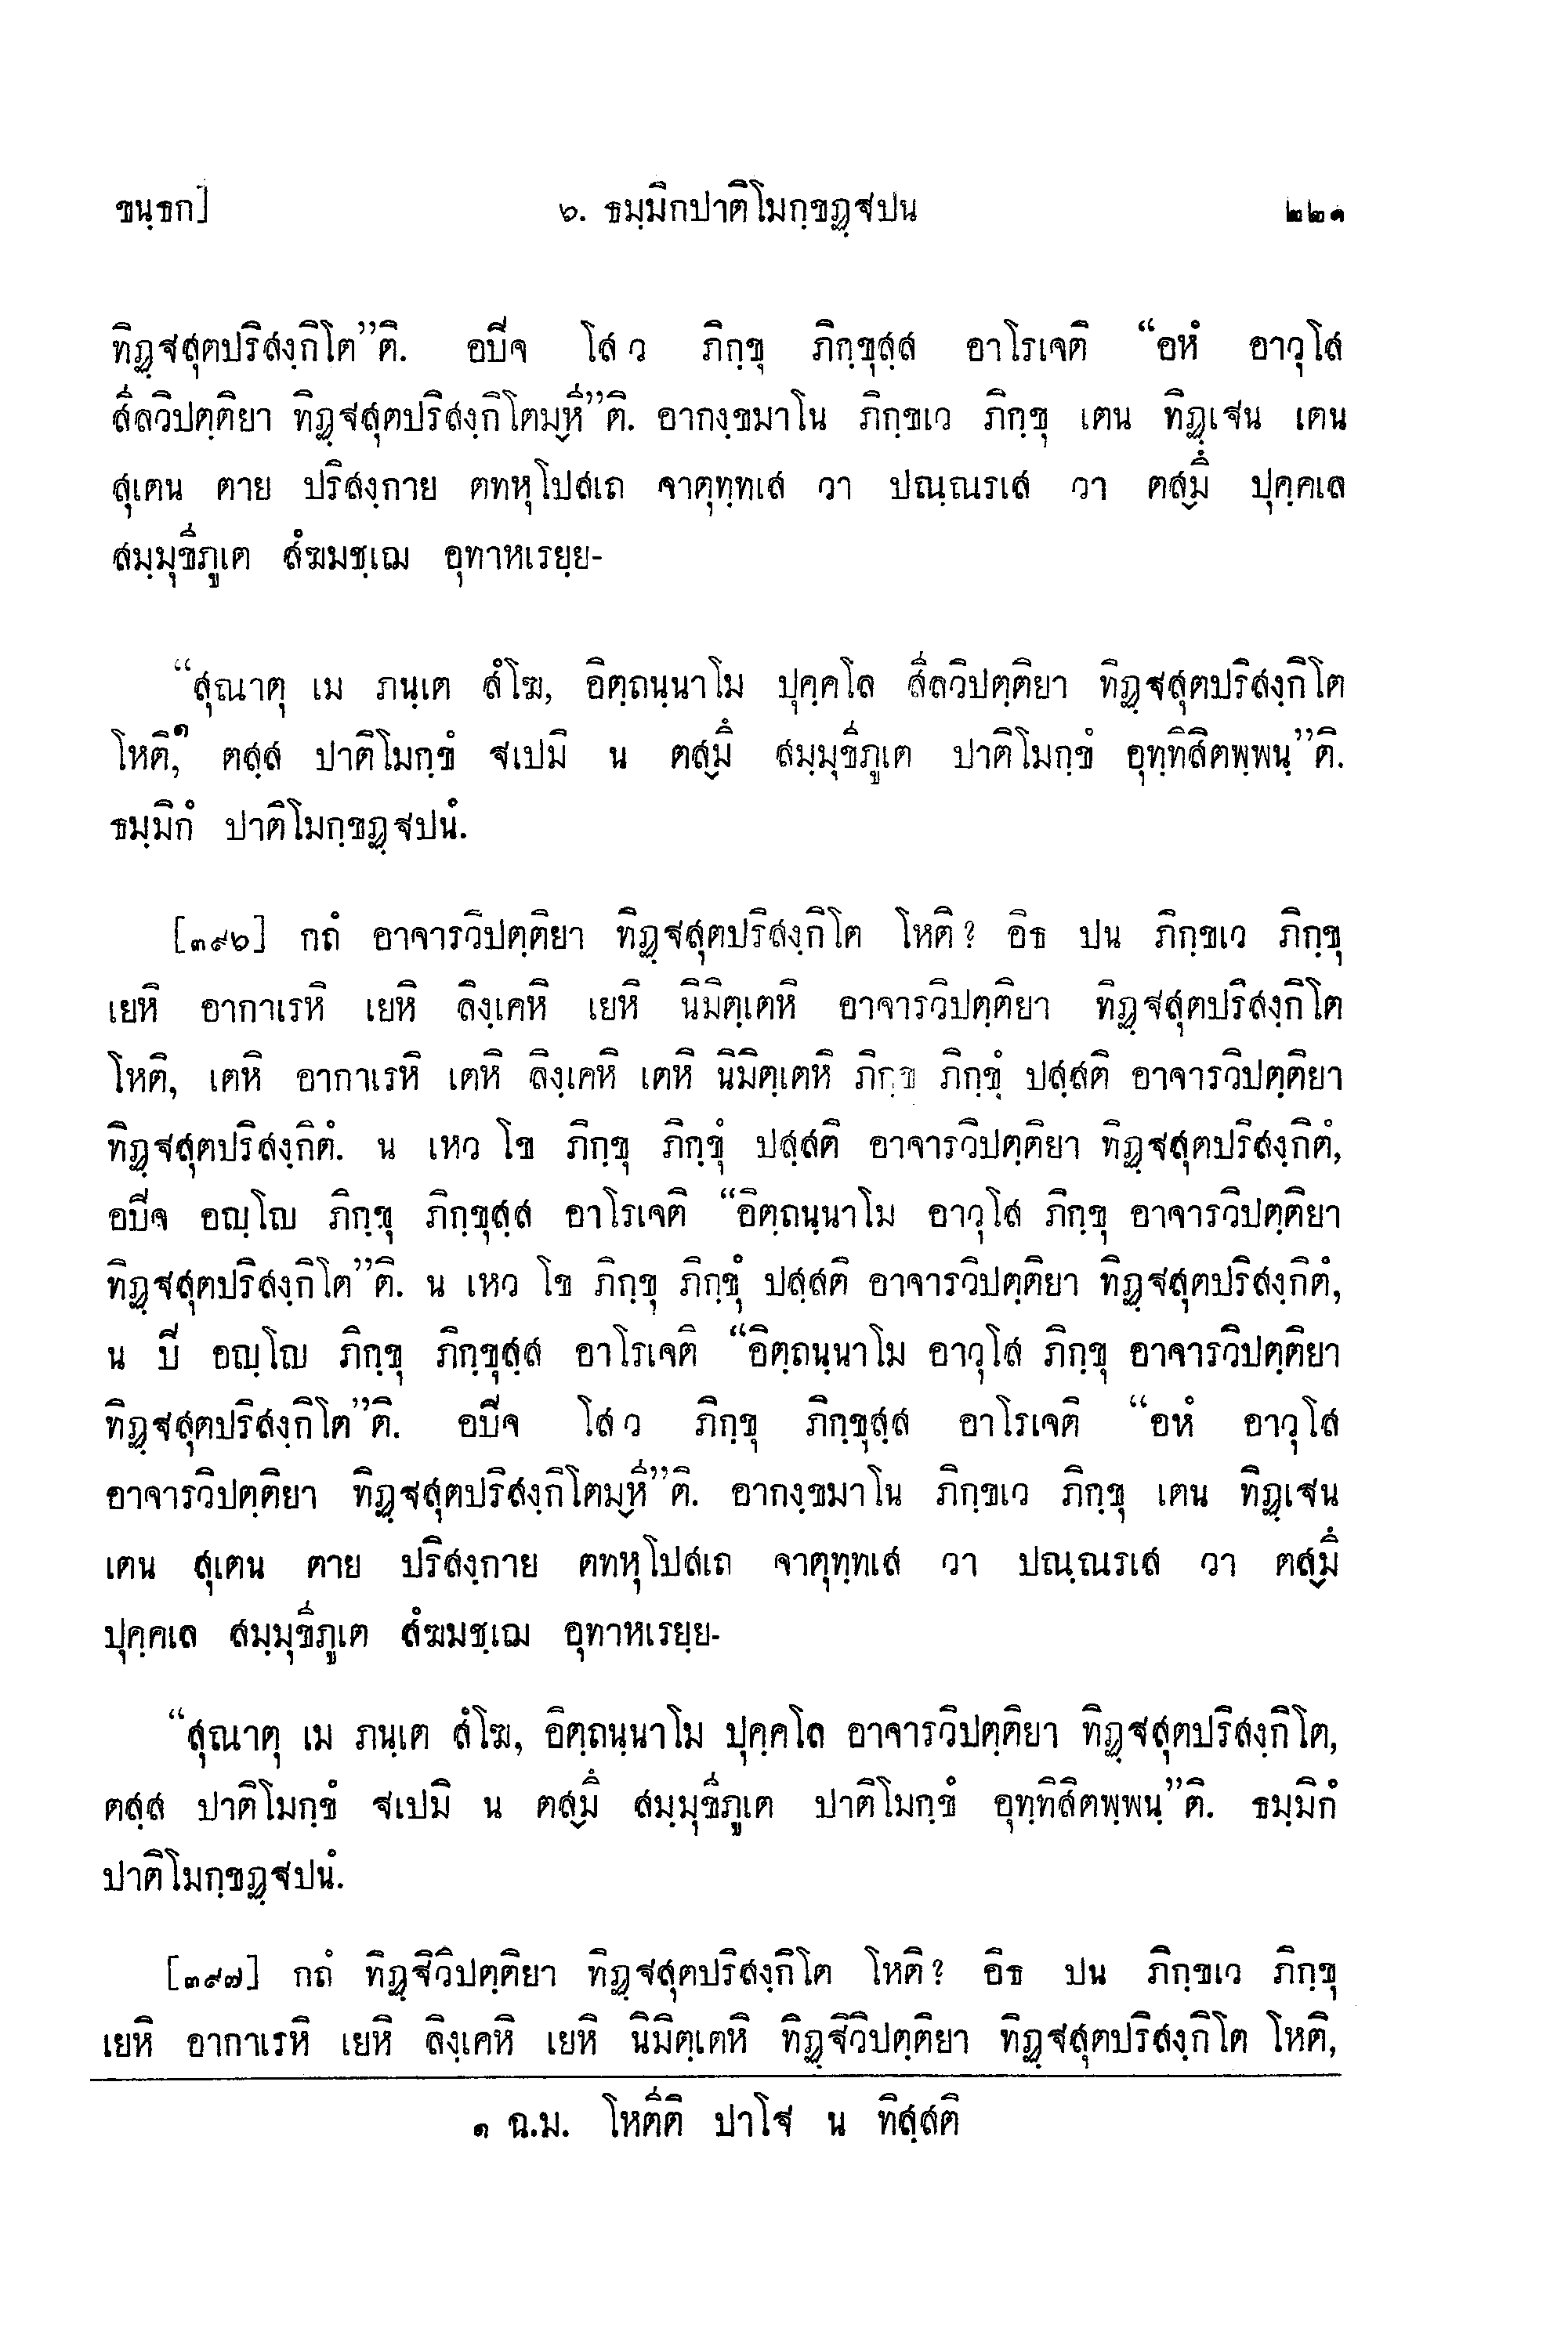 ขนฺธก]	๖. ธมฺมิกปาติโมกฺขฏฺฐปน	๒๒๑
ทิฏฺฐสุตปริสงฺกิโต”ติ. อปิจ โส ว ภิกฺขุ ภิกฺขุสฺส อาโรเจติ “อหํ อาวุโส
สีลวิปตฺติยา ทิฏฺฐสุตปริสงฺกิโตมฺหี”ติ. อากงฺขมาโน ภิกฺขเว ภิกฺขุ เตน ทิฏฺเฐน เตน
สุเตน ตาย ปริสงฺกาย ตทหุโปสเถ จาตุทฺทเส วา ปณฺณรเส วา ตสฺมึ ปุคฺคเล
สมฺมุขีภูเต สํฆมชฺเฌ อุทาหเรยฺย-
“สุณาตุ เม ภนฺเต สํโฆ, อิตฺถนฺนาโม ปุคฺคโล สีลวิปตฺติยา ทิฏฺฐสุตปริสงฺกิโต
โหติ,๑ ตสฺส ปาติโมกฺขํ ฐเปมิ น ตสฺมึ สมฺมุขีภูเต ปาติโมกฺขํ อุทฺทิสิตพฺพนฺ”ติ.
ธมฺมิกํ ปาติโมกฺขฏฺฐปนํ.
[๓๙๖] กถํ อาจารวิปตฺติยา ทิฏฺฐสุตปริสงฺกิโต โหติ? อิธ ปน ภิกฺขเว ภิกฺขุ
เยหิ อากาเรหิ เยหิ ลิงฺเคหิ เยหิ นิมิตฺเตหิ อาจารวิปตฺติยา ทิฏฺฐสุตปริสงฺกิโต
โหติ, เตหิ อากาเรหิ เตหิ ลิงฺเคหิ เตหิ นิมิตฺเตหิ ภิกฺขุ ภิกฺขุํ ปสฺสติ อาจารวิปตฺติยา
ทิฏฺฐสุตปริสงฺกิตํ. น เหว โข ภิกฺขุ ภิกฺขุํ ปสฺสติ อาจารวิปตฺติยา ทิฏฺฐสุตปริสงฺกิตํ,
อปิจ อญฺโญ ภิกฺขุ ภิกฺขุสฺส อาโรเจติ “อิตฺถนฺนาโม อาวุโส ภิกฺขุ อาจารวิปตฺติยา
ทิฏฺฐสุตปริสงฺกิโต”ติ. น เหว โข ภิกฺขุ ภิกฺขุํ ปสฺสติ อาจารวิปตฺติยา ทิฏฺฐสุตปริสงฺกิตํ,
น ปิ อญฺโญ ภิกฺขุ ภิกฺขุสฺส อาโรเจติ “อิตฺถนฺนาโม อาวุโส ภิกฺขุ อาจารวิปตฺติยา
ทิฏฺฐสุตปริสงฺกิโต”ติ. อปิจ โส ว ภิกฺขุ ภิกฺขุสฺส อาโรเจติ “อหํ อาวุโส
อาจารวิปตฺติยา ทิฏฺฐสุตปริสงฺกิโตมฺหี”ติ. อากงฺขมาโน ภิกฺขเว ภิกฺขุ เตน ทิฏฺเฐน
เตน สุเตน ตาย ปริสงฺกาย ตทหุโปสเถ จาตุทฺทเส วา ปณฺณรเส วา ตสฺมึ
ปุคฺคเล สมฺมุขีภูเต สํฆมชฺเฌ อุทาหเรยฺย-
“สุณาตุ เม ภนฺเต สํโฆ, อิตฺถนฺนาโม ปุคฺคโล อาจารวิปตฺติยา ทิฏฺฐสุตปริสงฺกิโต,
ตสฺส ปาติโมกฺขํ ฐเปมิ น ตสฺมึ สมฺมุขีภูเต ปาติโมกฺขํ อุทฺทิสิตพฺพนฺ”ติ. ธมฺมิกํ
ปาติโมกฺขฏฺฐปนํ.
[๓๙๗] กถํ ทิฏฺฐิวิปตฺติยา ทิฏฺฐสุตปริสงฺกิโต โหติ? อิธ ปน ภิกฺขเว ภิกฺขุ
เยหิ อากาเรหิ เยหิ ลิงฺเคหิ เยหิ นิมิตฺเตหิ ทิฏฺฐิวิปตฺติยา ทิฏฺฐสุตปริสงฺกิโต โหติ,
๑ ฉ.ม. โหตีติ ปาโฐ น ทิสฺสติ